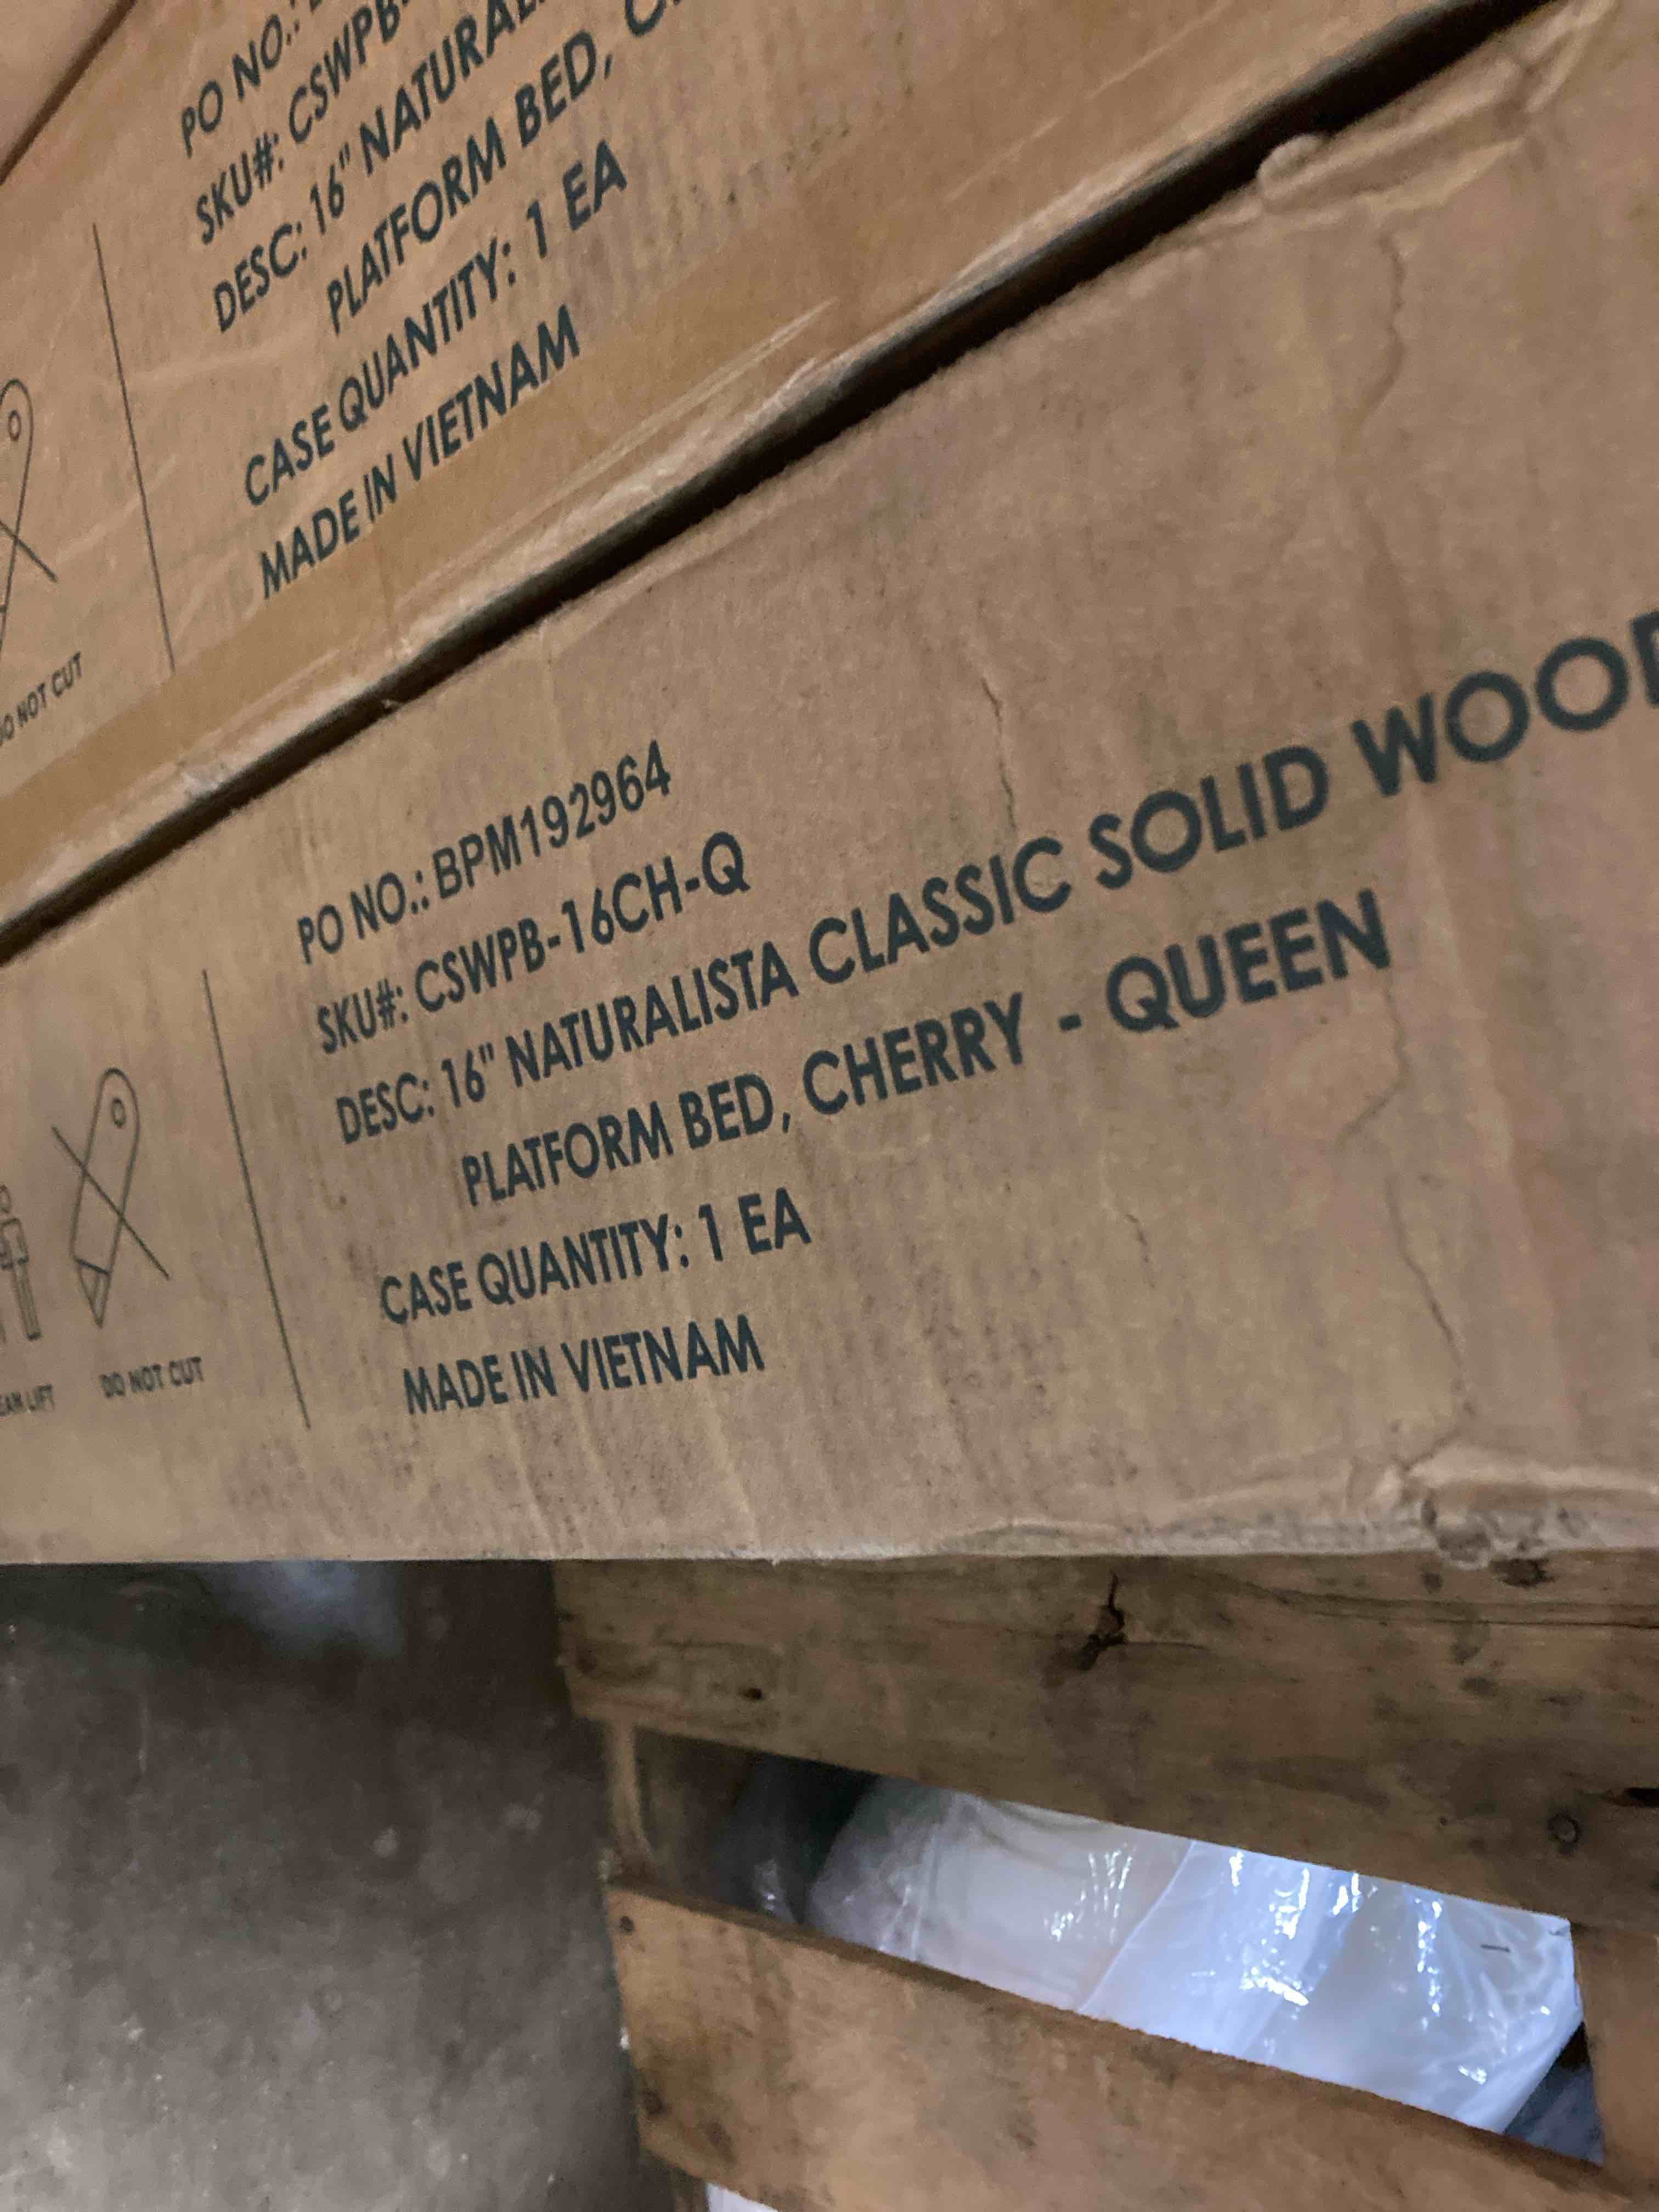 PO NO.:
SKU#: CSWPB-
DESC: 16"
PLATFORM BED,
CASE QUANTITY: 1 EA
MADE IN VIETNAM
DO NOT CUT
PO NO.: BPM192964
SKU#: CSWPB-16CH-Q
DESC: 16" NATURALISTA CLASSIC SOLID WOOD
PLATFORM BED, CHERRY - QUEEN
CASE QUANTITY: 1 EA
MADE IN VIETNAM
LIFT
DO NOT CUT